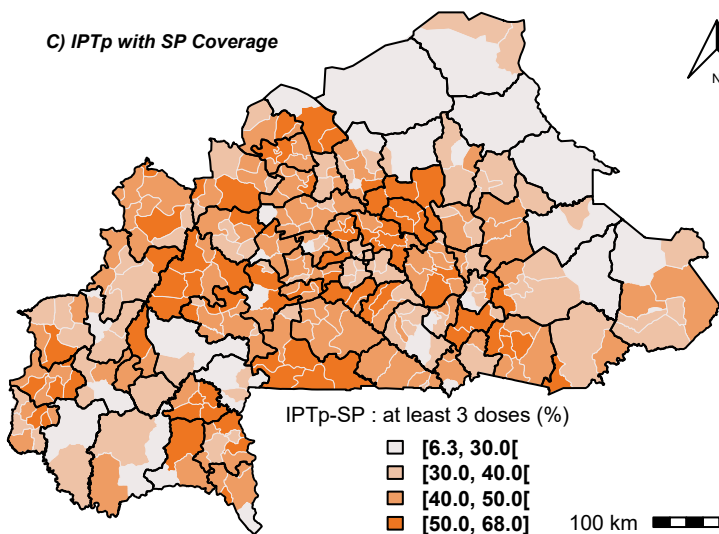 C) IPTp with SP Coverage
N
IPTp-SP : at least 3 doses (%)
[6.3, 30.0[
[30.0, 40.0[
[40.0, 50.0[
[50.0, 68.0]
100 km